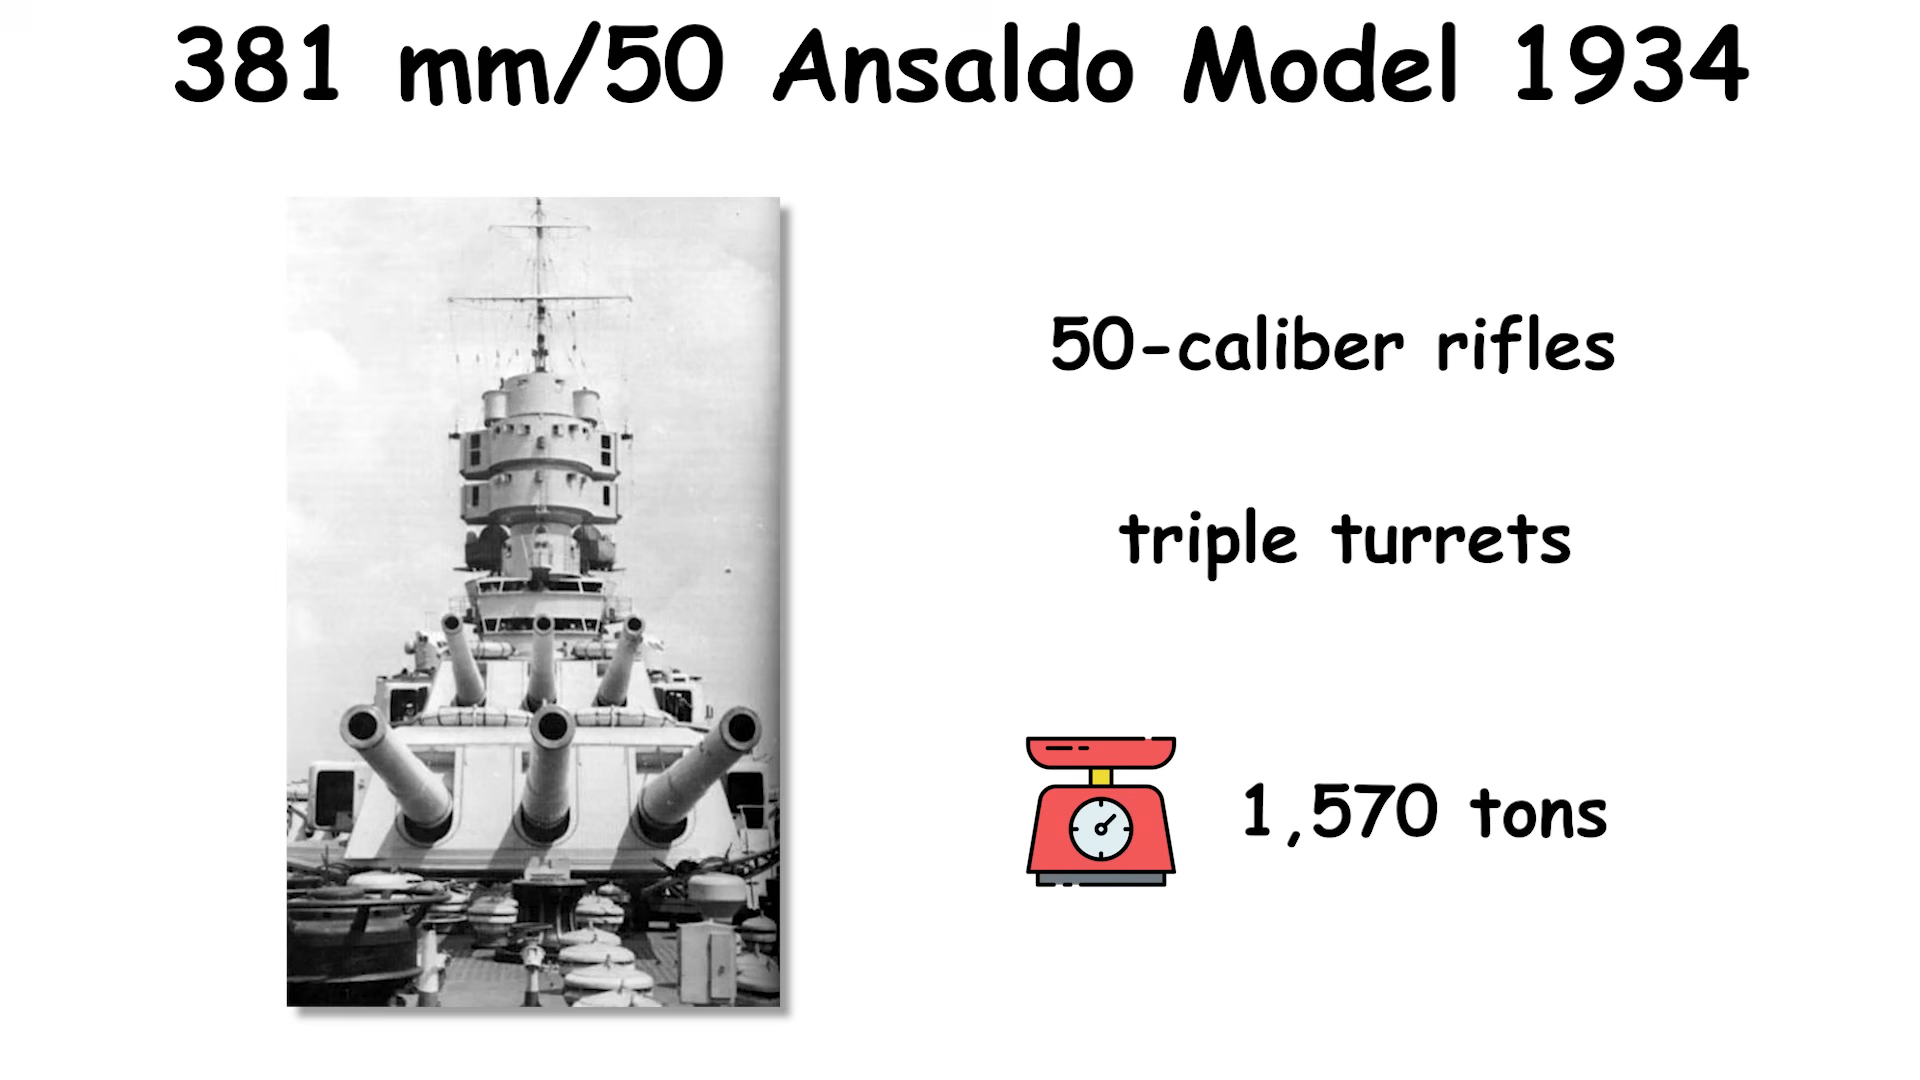 381 mm/50 Ansaldo Model 1934
50-caliber rifles
triple turrets
1,570 tons